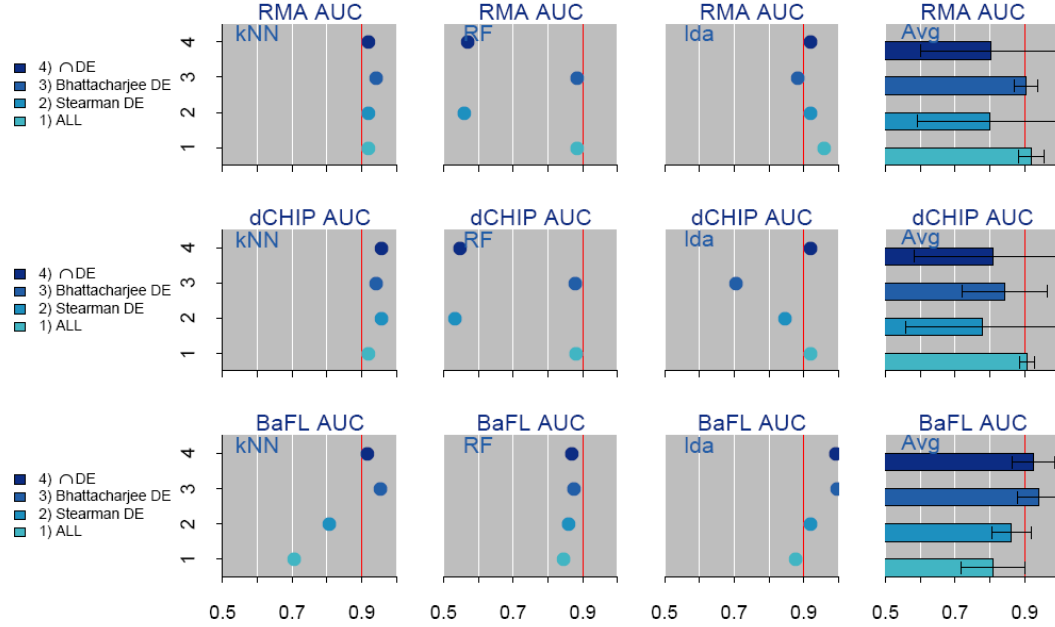 RMA AUC RMA AUC RMA AUC RMA AUC
kNN RF lda Avg
4) ∩DE
3) Bhattacharjee DE
2) Stearman DE
1) ALL
4
3
2
1
dCHIP AUC dCHIP AUC dCHIP AUC dCHIP AUC
kNN RF lda Avg
4) ∩DE
3) Bhattacharjee DE
2) Stearman DE
1) ALL
4
3
2
1
BaFL AUC BaFL AUC BaFL AUC BaFL AUC
kNN RF lda Avg
4) ∩DE
3) Bhattacharjee DE
2) Stearman DE
1) ALL
4
3
2
1
0.5 0.7 0.9 0.5 0.7 0.9 0.5 0.7 0.9 0.5 0.7 0.9